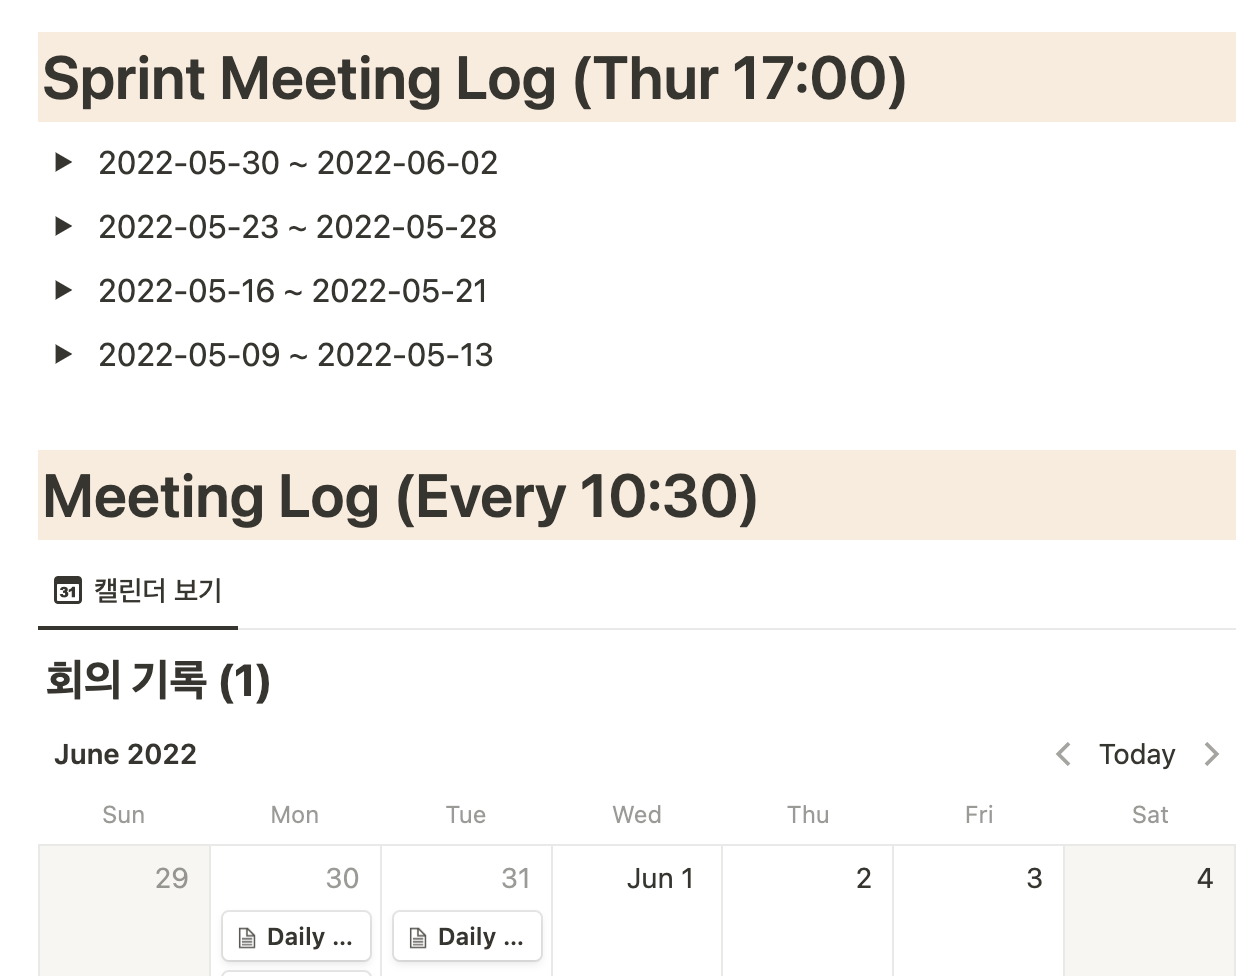 Sprint Meeting Log (Thur 17:00)
2022-05-30 ~ 2022-06-02
2022-05-23 ~ 2022-05-28
2022-05-16 ~ 2022-05-21
2022-05-09 ~ 2022-05-13
Meeting Log (Every 10:30)
31 캘린더 보기
회의 기록 (1)
June 2022 Today
Sun Mon Tue Wed Thu Fri Sat
29 30 31 Jun 1 2 3 4
Daily ... Daily ...